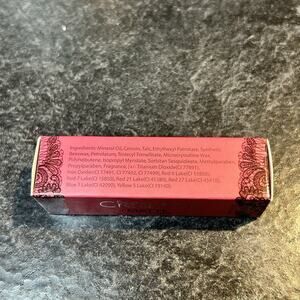 Ingredients: Mineral Oil, Ceresin, Talc, Ethylhexyl Palmitate, Synthetic
Beeswax, Petrolatum, Tridecyl Trimellitate, Microcrystalline Wax,
Polybutene, Isopropyl Myristate, Sorbitan Sesquioleate, Methylparaben,
Propylparaben, Fragrance, (+/- Titanium Dioxide(CI 77891),
Iron Oxide(CI 77491, CI 77492, CI 77499), Red 6 Lake(CI 15850),
Red 7 Lake(CI 15850), Red 21 Lake(CI 45380), Red 27 Lake(CI 45410),
Blue 1 Lake(CI 42090), Yellow 5 Lake(CI 19140)